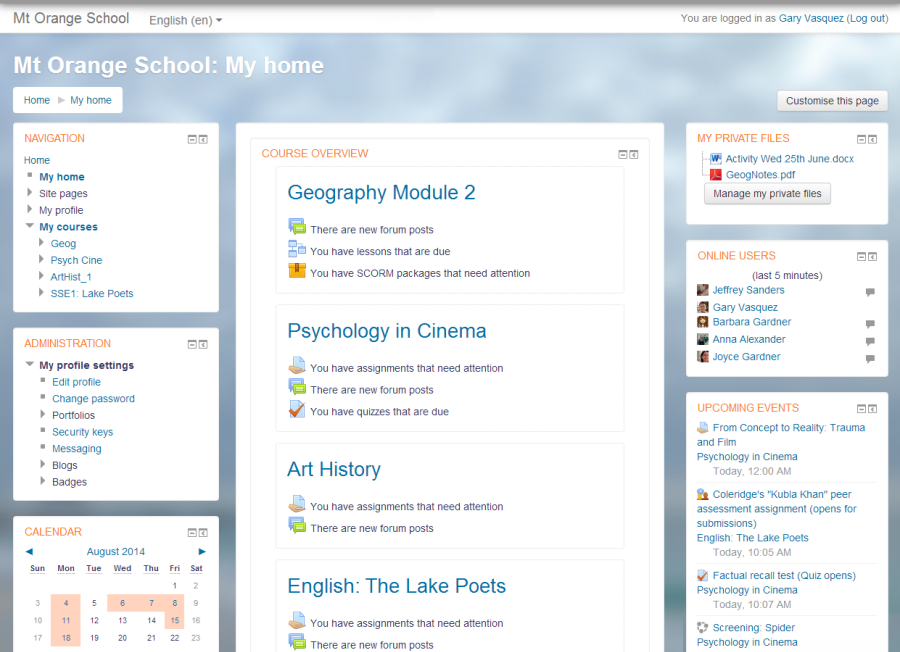 Mt Orange School
English (en)
You are logged in as Gary Vasquez (Log out)
Mt Orange School: My home
Home
My home
Customise this page
NAVIGATION
Home
My home
Site pages
My profile
My courses
Geog
Psych Cine
ArtHist_1
SSE1: Lake Poets
ADMINISTRATION
My profile settings
Edit profile
Change password
Portfolios
Security keys
Messaging
Blogs
Badges
CALENDAR
August 2014
Sun Mon Tue Wed Thu Fri Sat
1 2
3 4 5 6 7 8 9
10 11 12 13 14 15 16
17 18 19 20 21 22 23
COURSE OVERVIEW
Geography Module 2
There are new forum posts
You have lessons that are due
You have SCORM packages that need attention
Psychology in Cinema
You have assignments that need attention
There are new forum posts
You have quizzes that are due
Art History
You have assignments that need attention
There are new forum posts
English: The Lake Poets
You have assignments that need attention
There are new forum posts
MY PRIVATE FILES
Activity Wed 25th June.docx
GeogNotes.pdf
Manage my private files
ONLINE USERS
(last 5 minutes)
Jeffrey Sanders
Gary Vasquez
Barbara Gardner
Anna Alexander
Joyce Gardner
UPCOMING EVENTS
From Concept to Reality: Trauma
and Film
Psychology in Cinema
Today, 12:00 AM
Coleridge's "Kubla Khan" peer
assessment assignment (opens for
submissions)
English: The Lake Poets
Today, 10:05 AM
Factual recall test (Quiz opens)
Psychology in Cinema
Today, 10:07 AM
Screening: Spider
Psychology in Cinema